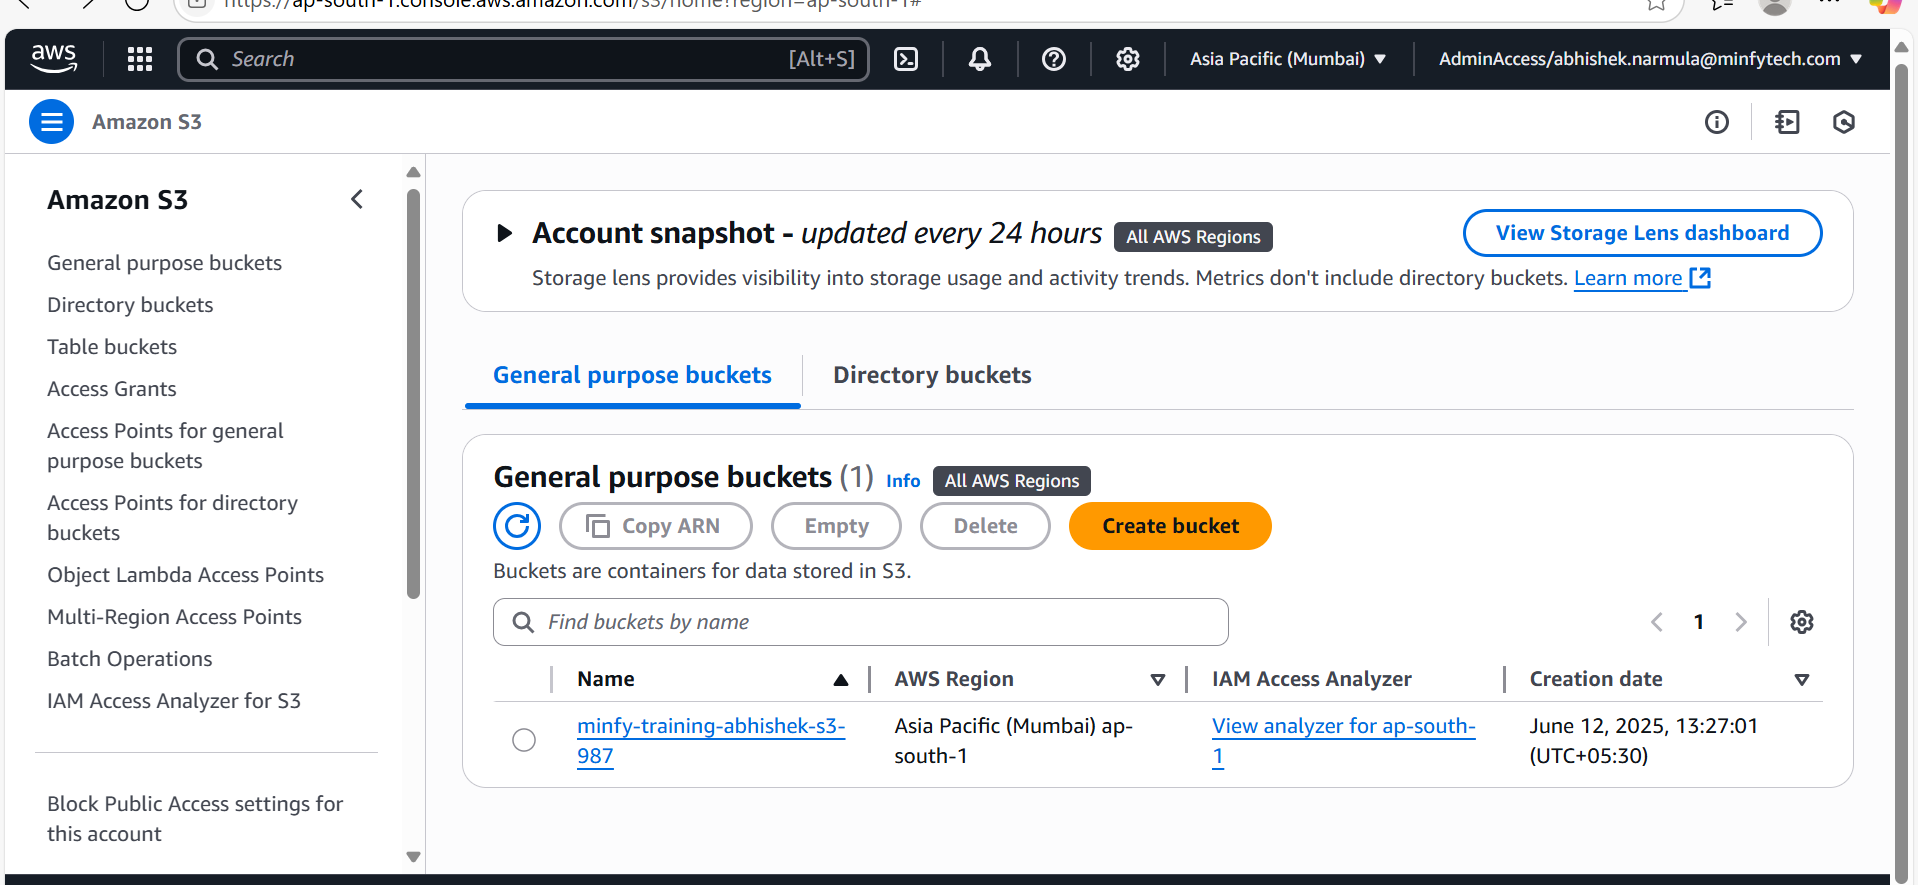 https://ap-south-1.console.aws.amazon.com/s3/home?region=ap-south-1#
aws
Search
[Alt+S]
Asia Pacific (Mumbai)
AdminAccess/abhishek.narmula@minfytech.com
Amazon S3
Amazon S3
General purpose buckets
Directory buckets
Table buckets
Access Grants
Access Points for general
purpose buckets
Access Points for directory
buckets
Object Lambda Access Points
Multi-Region Access Points
Batch Operations
IAM Access Analyzer for S3
Block Public Access settings for
this account
Account snapshot - updated every 24 hours
All AWS Regions
View Storage Lens dashboard
Storage lens provides visibility into storage usage and activity trends. Metrics don't include directory buckets. Learn more
General purpose buckets
Directory buckets
General purpose buckets (1)
Info
All AWS Regions
Copy ARN
Empty
Delete
Create bucket
Buckets are containers for data stored in S3.
Find buckets by name
1
Name
AWS Region
IAM Access Analyzer
Creation date
minfy-training-abhishek-s3-
987
Asia Pacific (Mumbai) ap-
south-1
View analyzer for ap-south-
1
June 12, 2025, 13:27:01
(UTC+05:30)